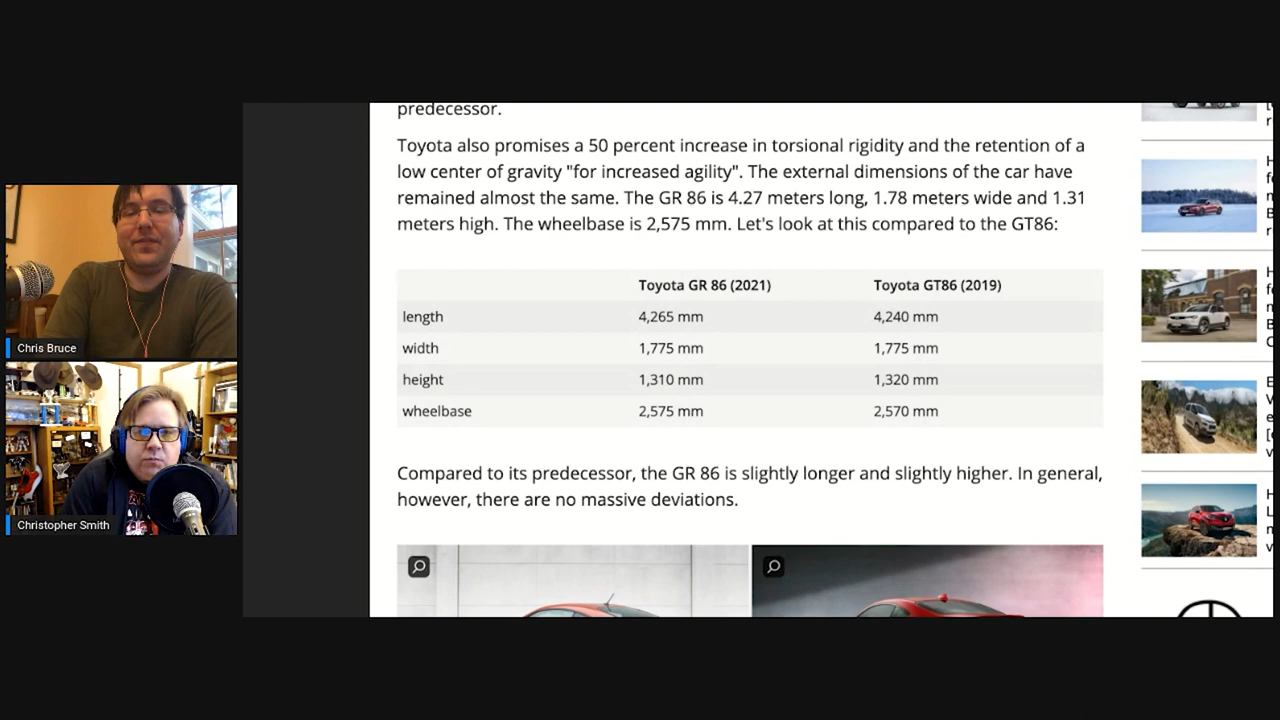 predecessor.
Toyota also promises a 50 percent increase in torsional rigidity and the retention of a
low center of gravity "for increased agility". The external dimensions of the car have
remained almost the same. The GR 86 is 4.27 meters long, 1.78 meters wide and 1.31
meters high. The wheelbase is 2,575 mm. Let's look at this compared to the GT86:
Toyota GR 86 (2021) Toyota GT86 (2019)
length 4,265 mm 4,240 mm
width 1,775 mm 1,775 mm
height 1,310 mm 1,320 mm
wheelbase 2,575 mm 2,570 mm
Compared to its predecessor, the GR 86 is slightly longer and slightly higher. In general,
however, there are no massive deviations.
Chris Bruce
Christopher Smith